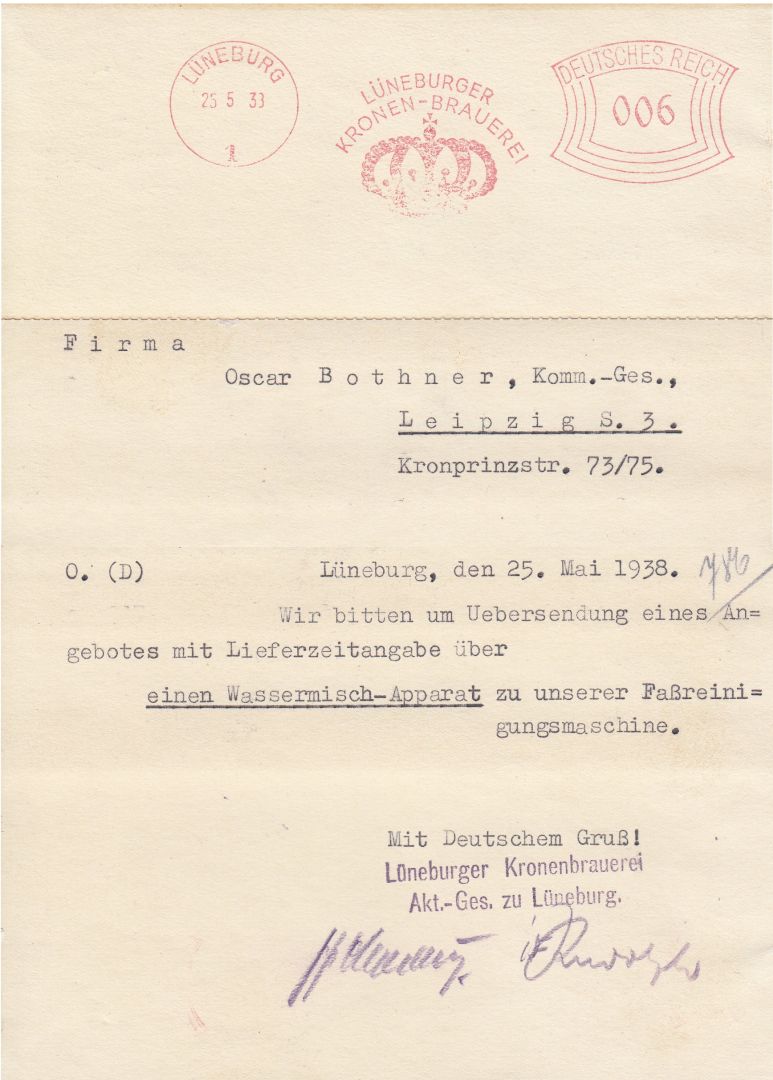 LÜNEBURG
25 5 38
1
LÜNEBURGER
KRONEN-BRAUEREI
DEUTSCHES REICH
006
Firma
Oscar Bothner, Komm.-Ges.,
Leipzig S. 3.
Kronprinzstr. 73/75.
O. (D) Lüneburg, den 25. Mai 1938.
Wir bitten um Uebersendung eines An=
gebotes mit Lieferzeitangabe über
einen Wassermisch-Apparat zu unserer Faßreini=
gungsmaschine.
Mit Deutschem Gruß!
Lüneburger Kronenbrauerei
Akt.-Ges. zu Lüneburg.